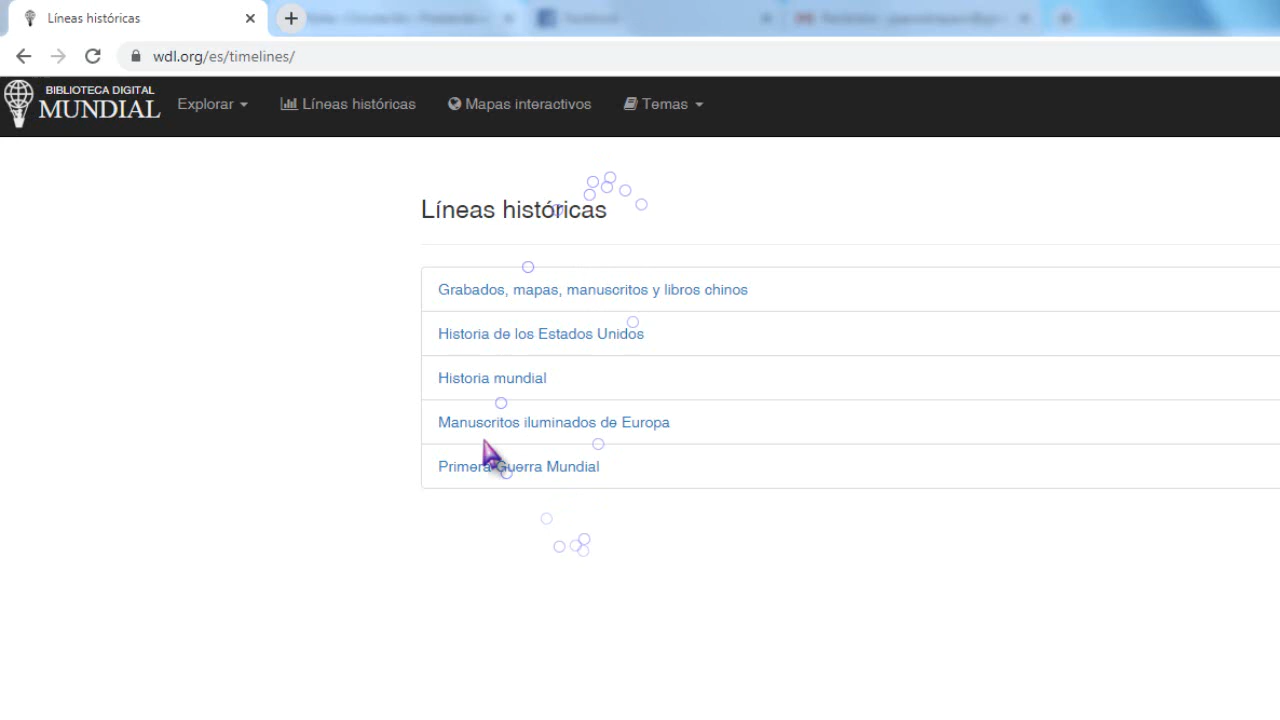 Líneas históricas
Facebook
wdl.org/es/timelines/
BIBLIOTECA DIGITAL
MUNDIAL
Explorar
Líneas históricas
Mapas interactivos
Temas
Líneas históricas
Grabados, mapas, manuscritos y libros chinos
Historia de los Estados Unidos
Historia mundial
Manuscritos iluminados de Europa
Primera Guerra Mundial